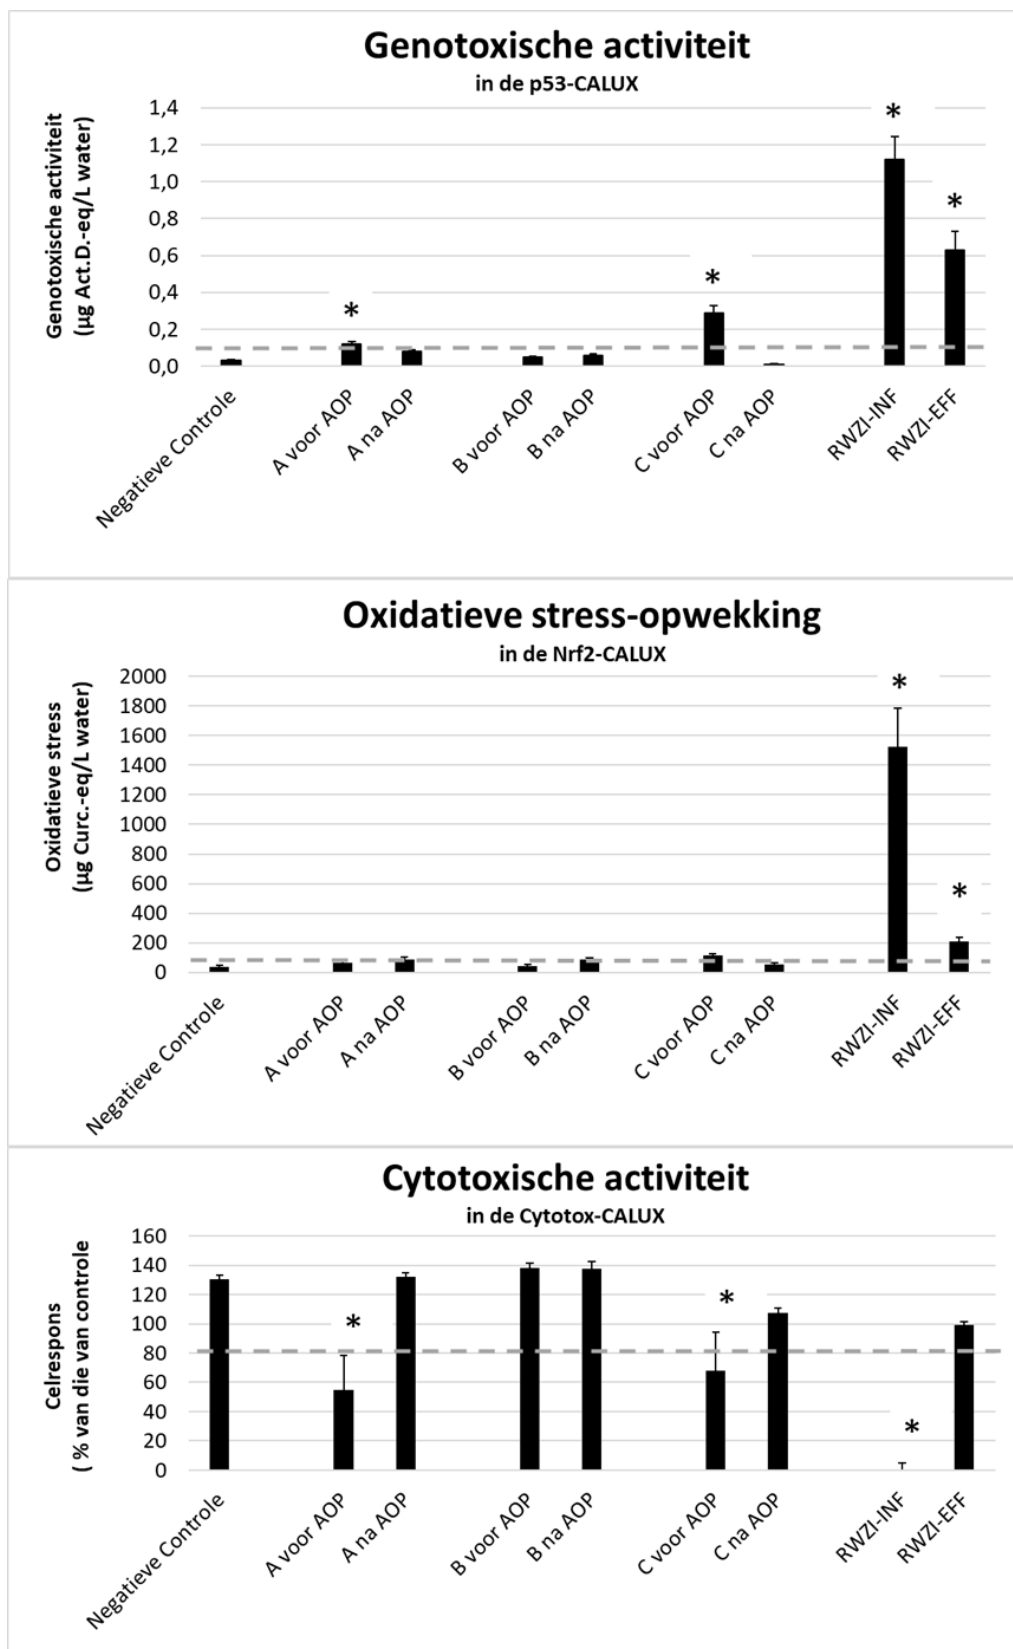 Genotoxische activiteit
in de p53-CALUX
Genotoxische activiteit
(µg Act.D.-eq/L water)
1,4
1,2
1,0
0,8
0,6
0,4
0,2
0,0
*
*
*
*
Negatieve Controle
A voor AOP
A na AOP
B voor AOP
B na AOP
C voor AOP
C na AOP
RWZI-INF
RWZI-EFF
Oxidatieve stress-opwekking
in de Nrf2-CALUX
Oxidatieve stress
(µg Curc.-eq/L water)
2000
1800
1600
1400
1200
1000
800
600
400
200
0
*
*
Negatieve Controle
A voor AOP
A na AOP
B voor AOP
B na AOP
C voor AOP
C na AOP
RWZI-INF
RWZI-EFF
Cytotoxische activiteit
in de Cytotox-CALUX
Celrespons
( % van die van controle
160
140
120
100
80
60
40
20
0
*
*
*
Negatieve Controle
A voor AOP
A na AOP
B voor AOP
B na AOP
C voor AOP
C na AOP
RWZI-INF
RWZI-EFF